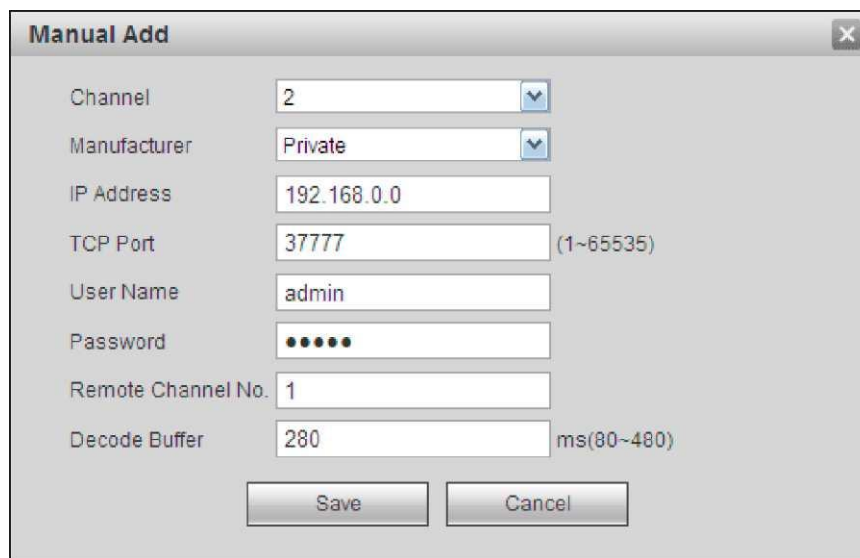 Manual Add
Channel 2
Manufacturer Private
IP Address 192.168.0.0
TCP Port 37777 (1~65535)
User Name admin
Password ●●●●●
Remote Channel No. 1
Decode Buffer 280 ms(80~480)
Save Cancel